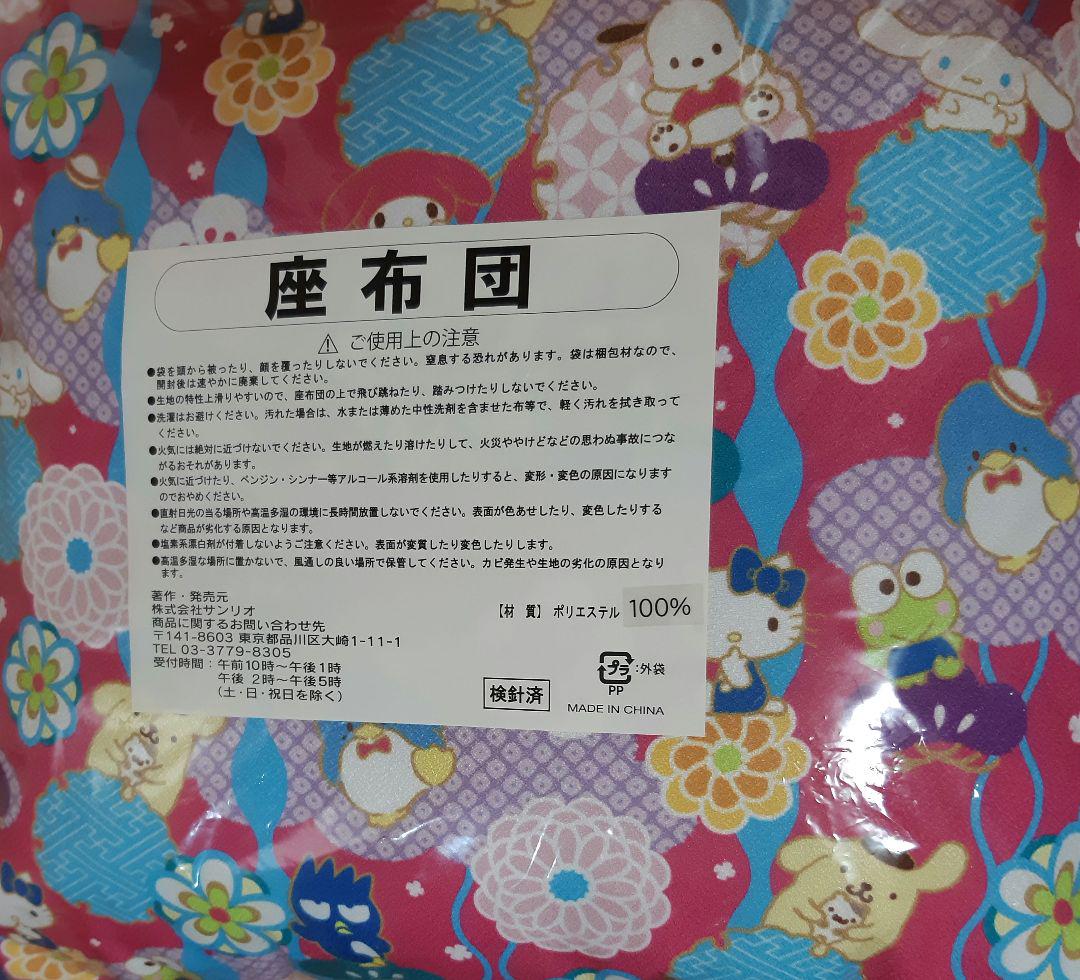 座布団
⚠ ご使用上の注意
●袋を頭から被ったり、顔を覆ったりしないでください。窒息する恐れがあります。袋は梱包材なので、
開封後は速やかに廃棄してください。
●生地の特性上滑りやすいので、座布団の上で飛び跳ねたり、踏みつけたりしないでください。
●洗濯はお避けください。汚れた場合は、水または薄めた中性洗剤を含ませた布等で、軽く汚れを拭き取って
ください。
●火気には絶対に近づけないでください。生地が燃えたり溶けたりして、火災ややけどなどの思わぬ事故につな
がるおそれがあります。
●火気に近づけたり、ベンジン・シンナー等アルコール系溶剤を使用したりすると、変形・変色の原因になります
のでおやめください。
●直射日光の当る場所や高温多湿の環境に長時間放置しないでください。表面が色あせしたり、変色したりする
など商品が劣化する原因となります。
●塩素系漂白剤が付着しないようご注意ください。表面が変質したり変色したりします。
●高温多湿な場所に置かないで、風通しの良い場所で保管してください。カビ発生や生地の劣化の原因となり
ます。
著作・発売元
株式会社サンリオ
商品に関するお問い合わせ先
〒141-8603 東京都品川区大崎1-11-1
TEL 03-3779-8305
受付時間：午前10時～午後1時
午後 2時～午後5時
（土・日・祝日を除く）
【材 質】 ポリエステル 100%
プラ：外袋
PP
検針済
MADE IN CHINA